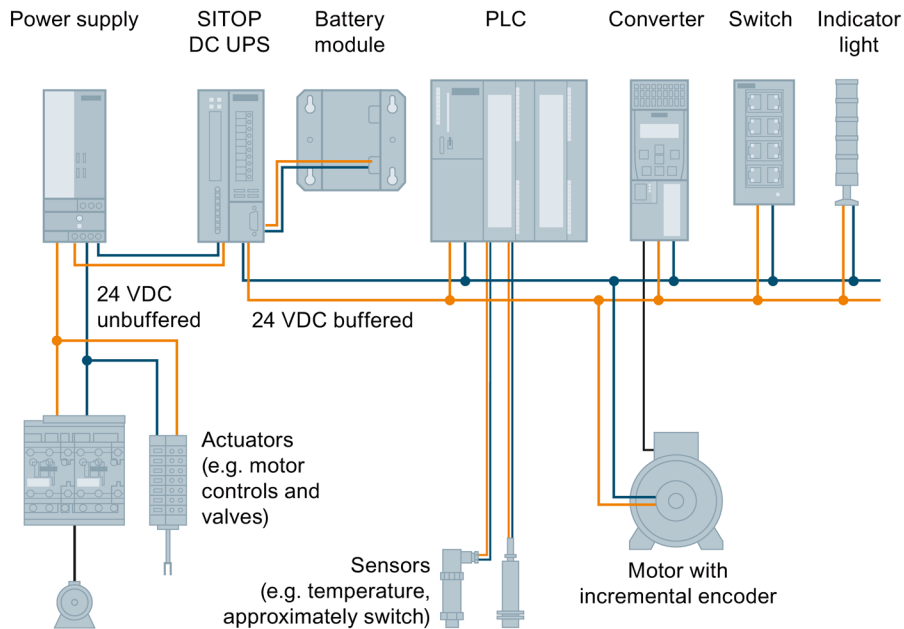 Power supply
SITOP
DC UPS
Battery
module
PLC
Converter
Switch
Indicator
light
24 VDC
unbuffered
24 VDC buffered
Actuators
(e.g. motor
controls and
valves)
Sensors
(e.g. temperature,
approximately switch)
Motor with
incremental encoder